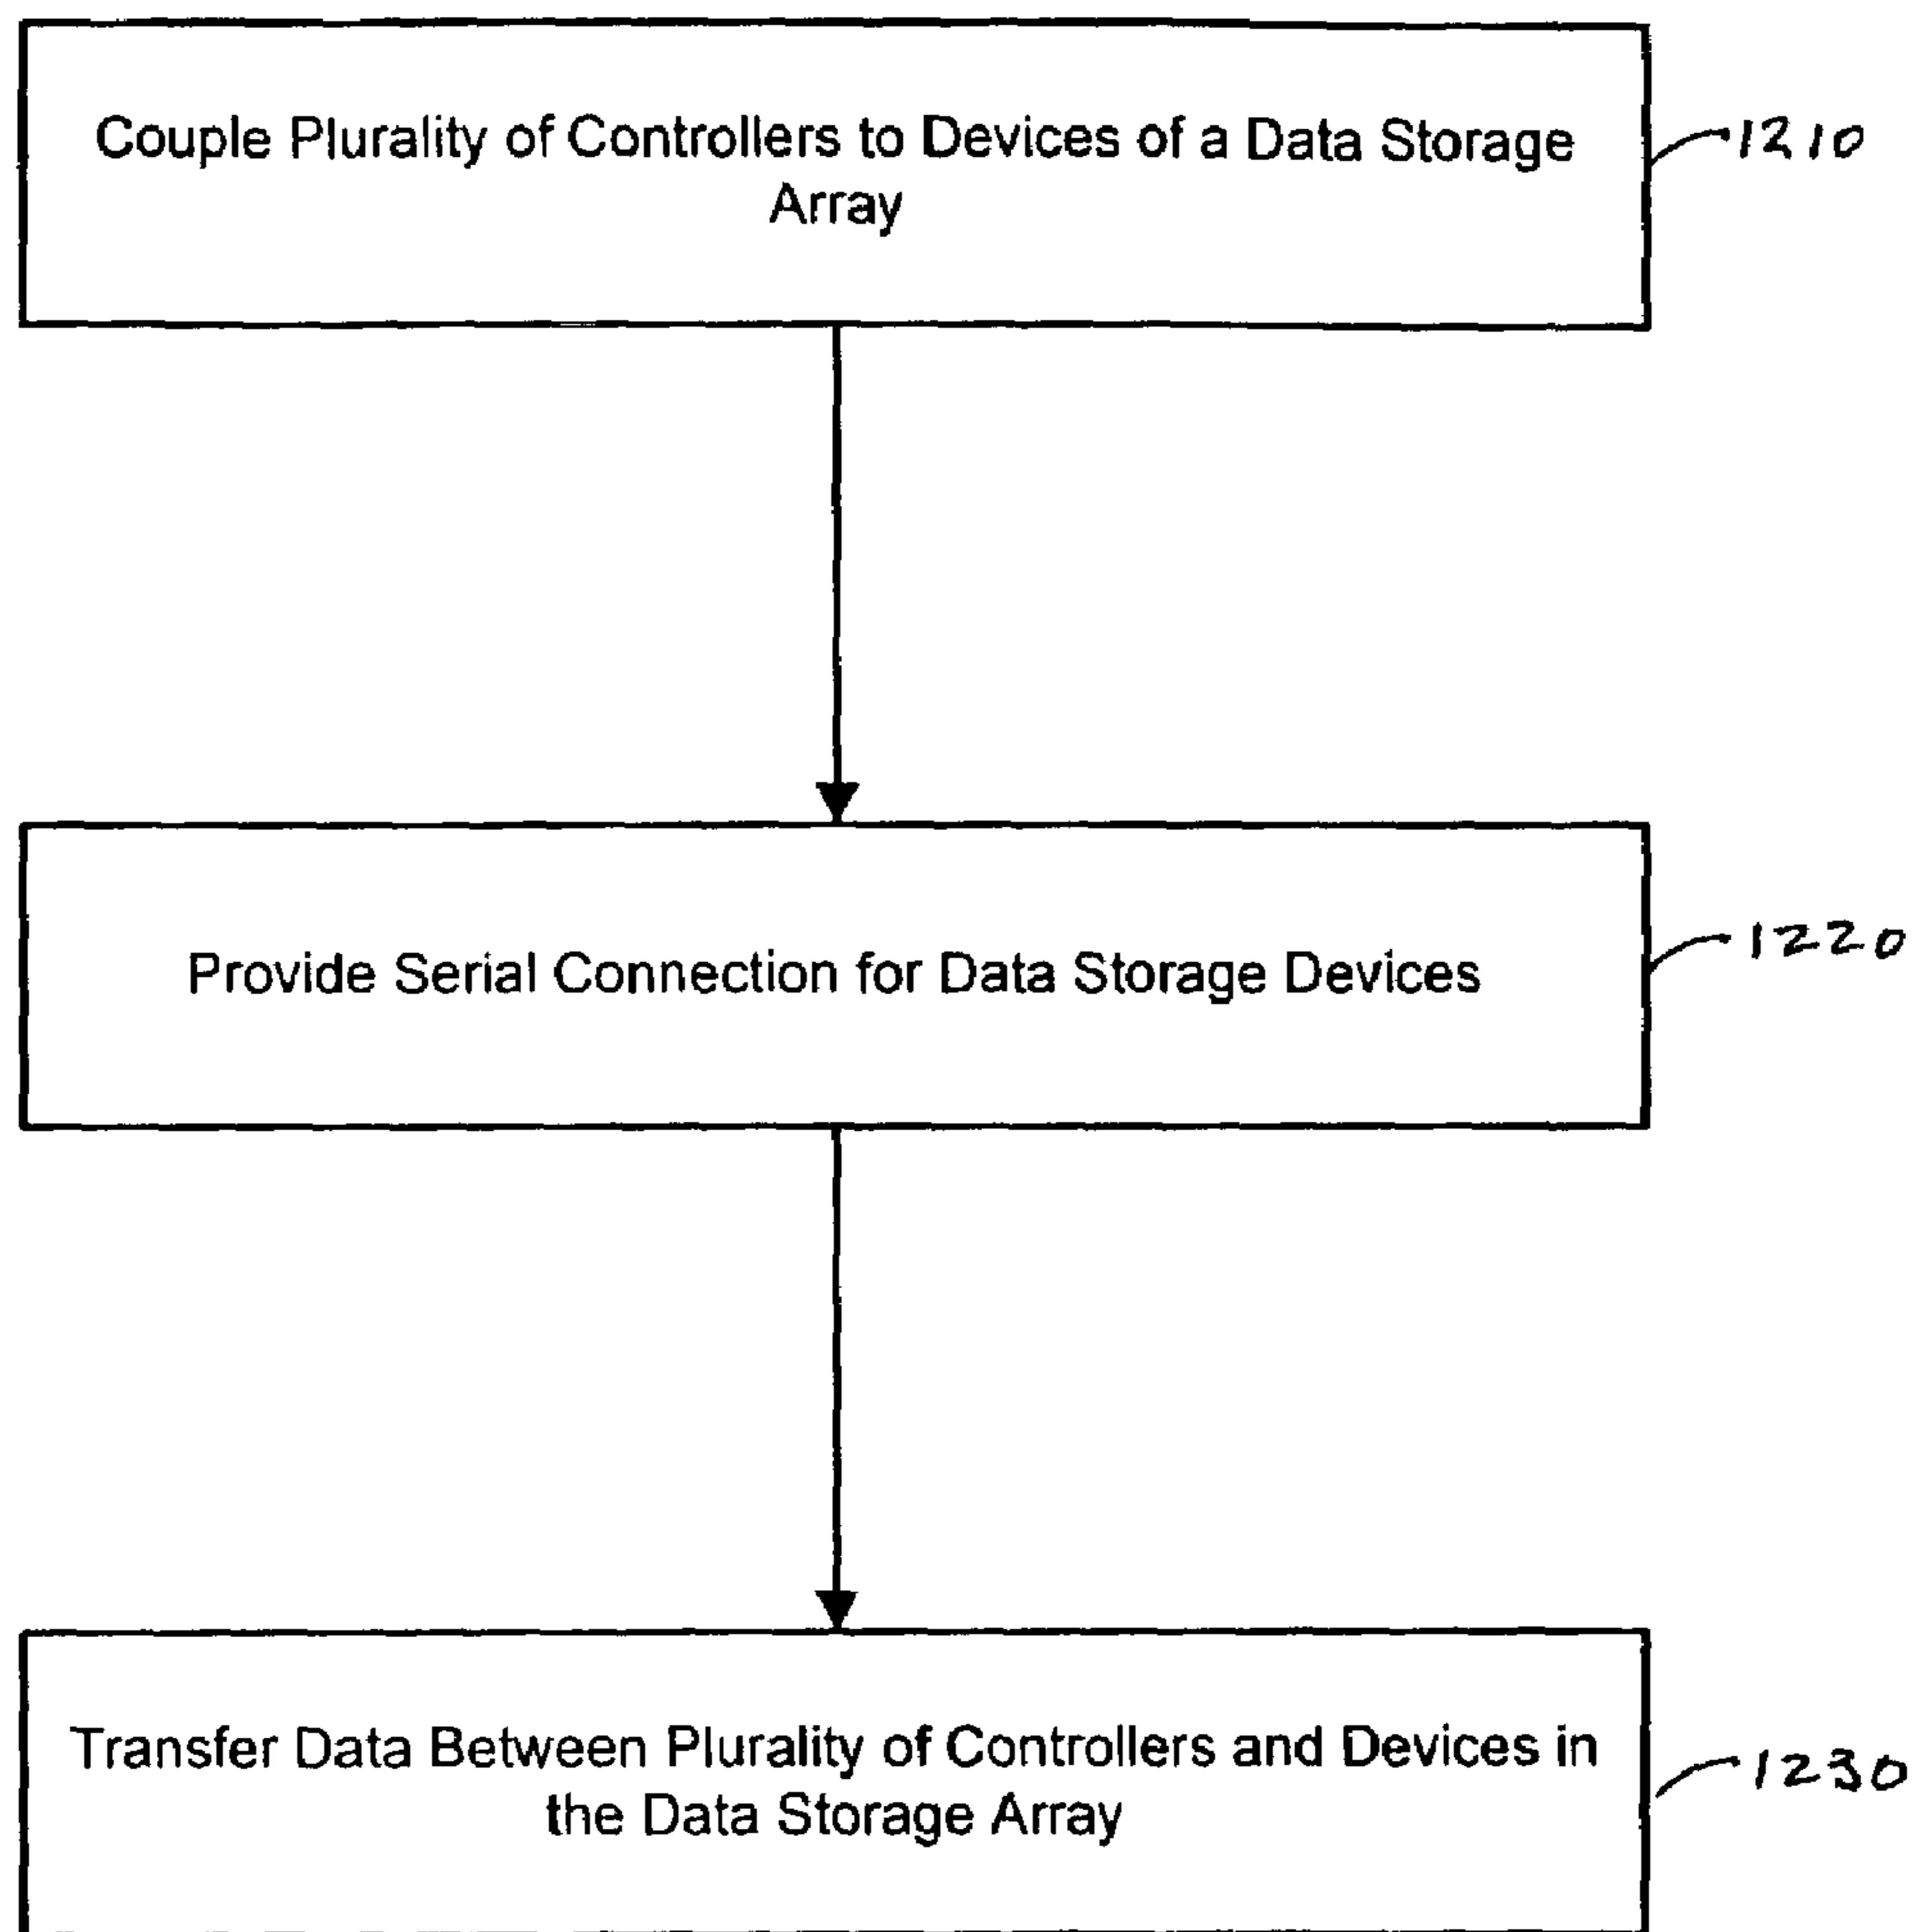 Couple Plurality of Controllers to Devices of a Data Storage
Array
1210
Provide Serial Connection for Data Storage Devices
1220
Transfer Data Between Plurality of Controllers and Devices in
the Data Storage Array
1230